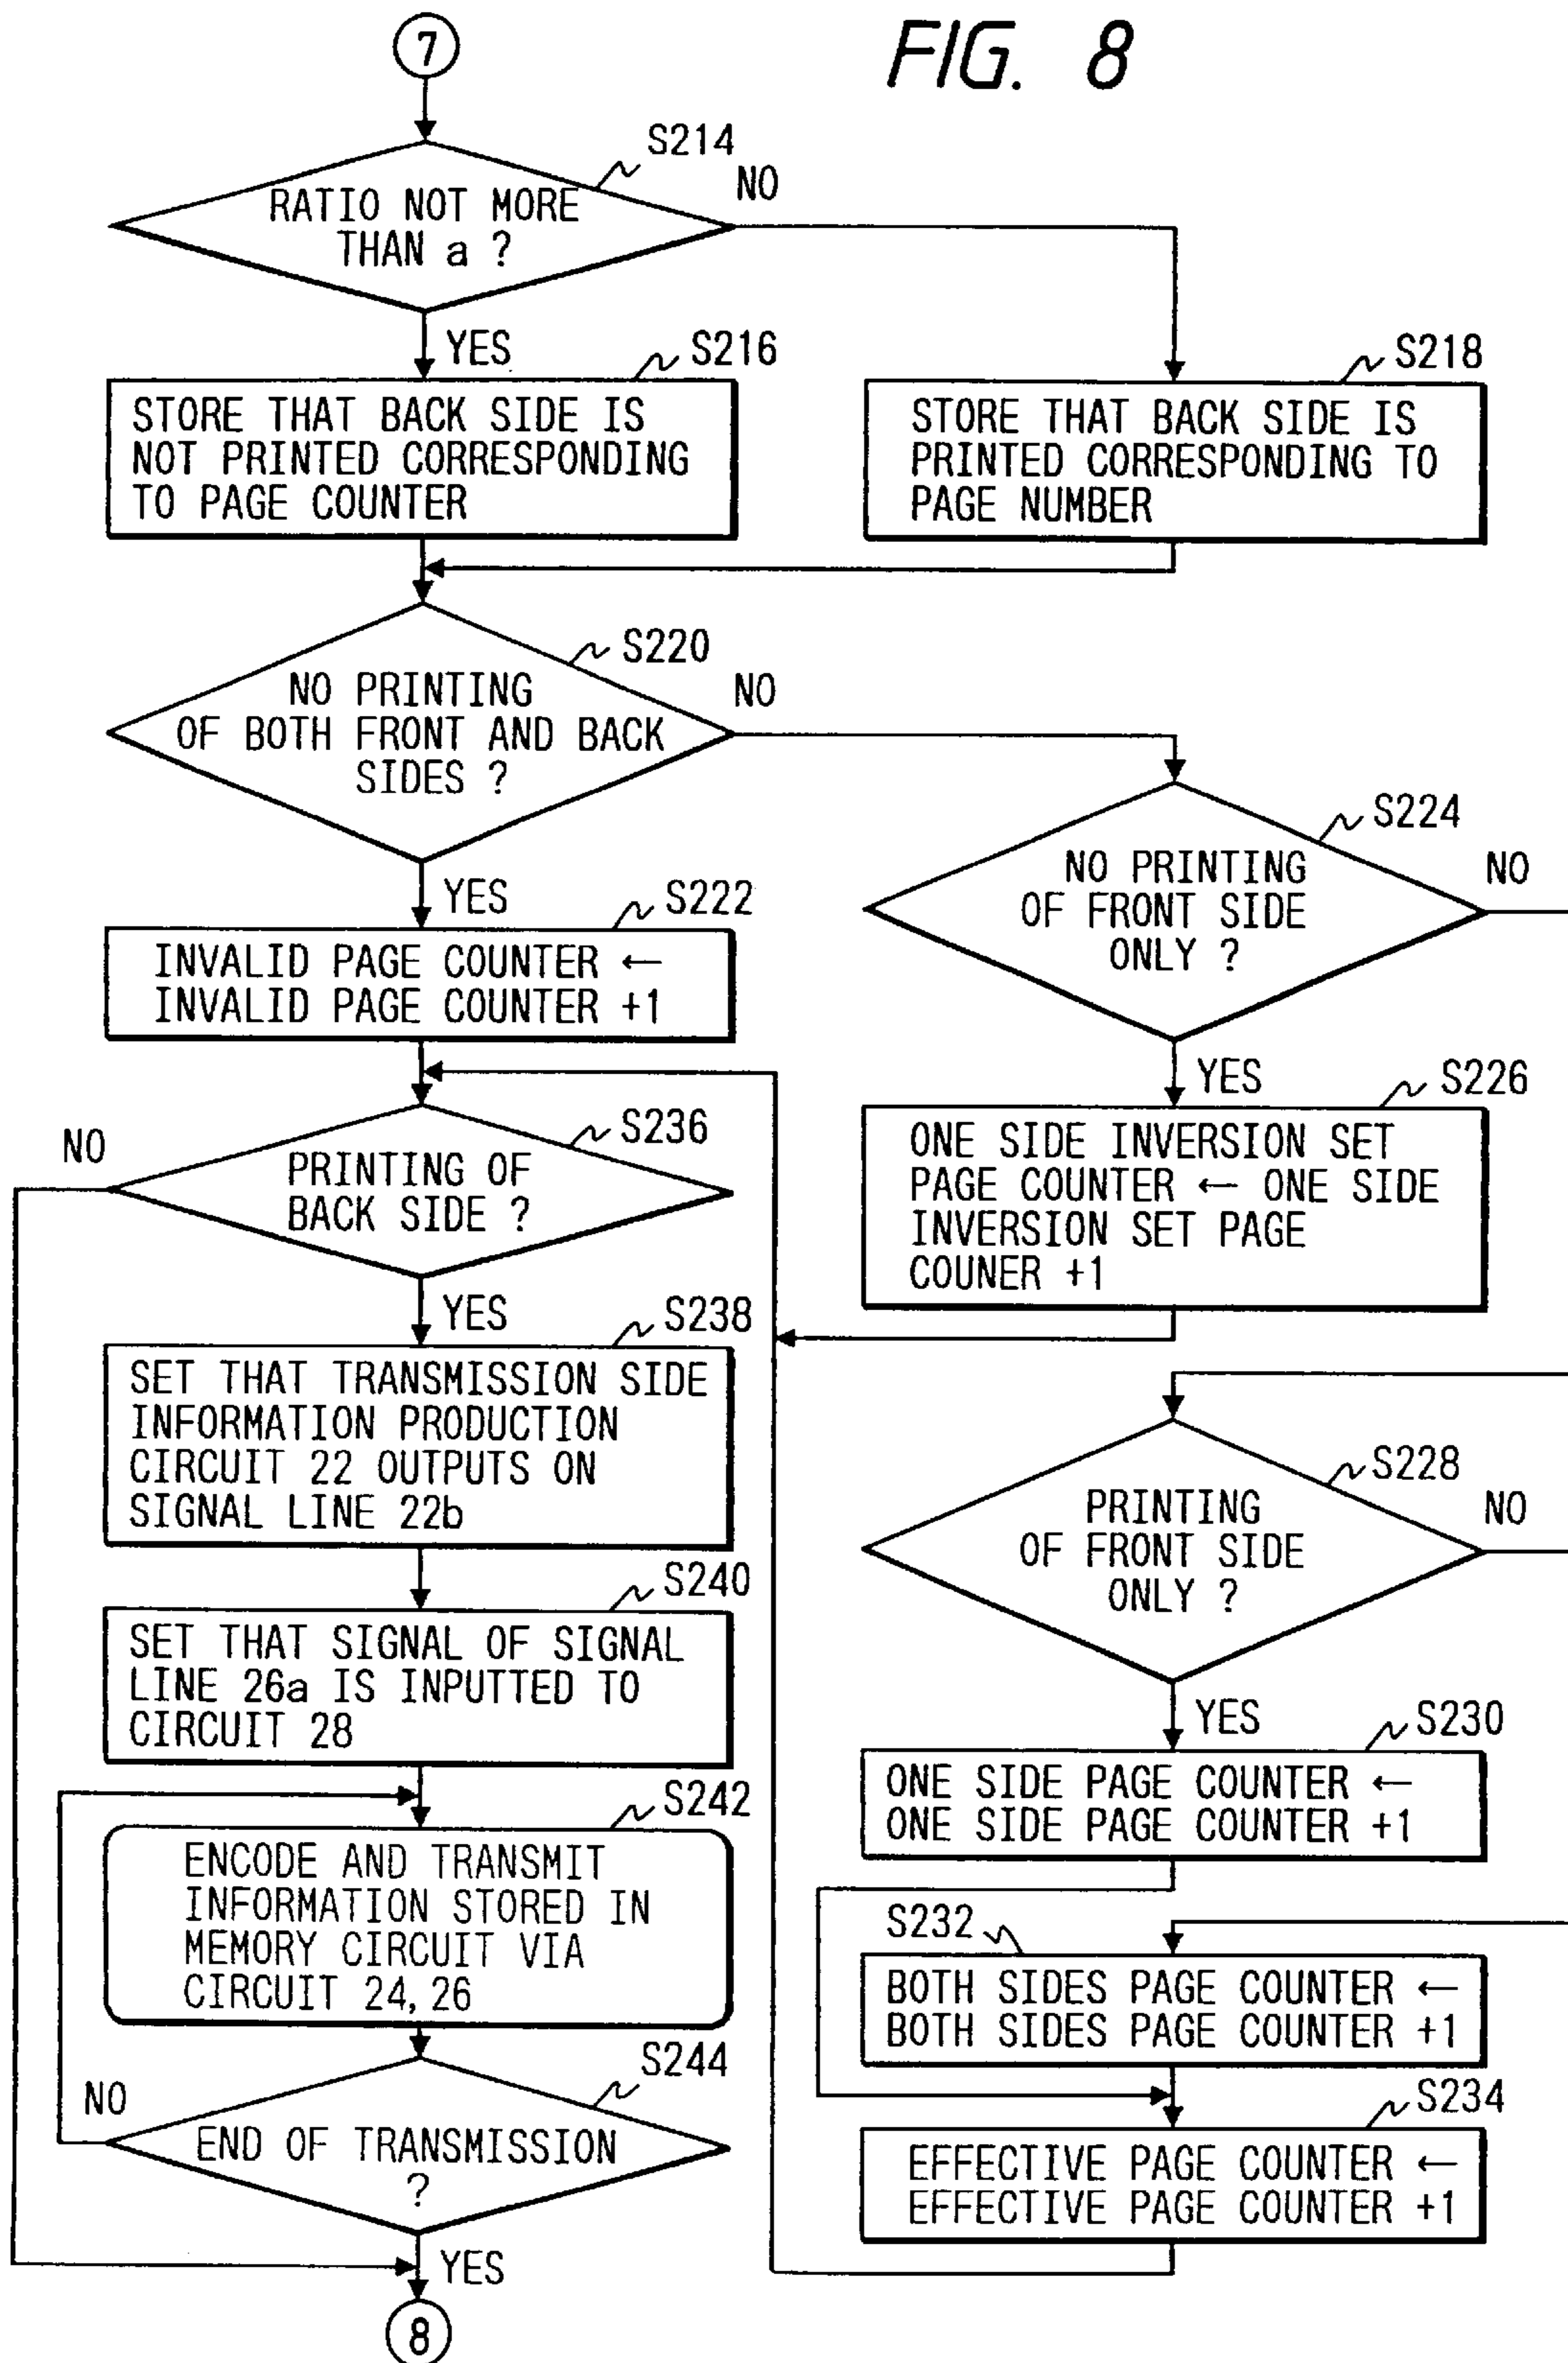 FIG. 8
7
S214
RATIO NOT MORE
THAN a ?
NO
YES
S216
STORE THAT BACK SIDE IS
NOT PRINTED CORRESPONDING
TO PAGE COUNTER
S218
STORE THAT BACK SIDE IS
PRINTED CORRESPONDING TO
PAGE NUMBER
S220
NO PRINTING
OF BOTH FRONT AND BACK
SIDES ?
NO
YES
S222
INVALID PAGE COUNTER ←
INVALID PAGE COUNTER +1
S224
NO PRINTING
OF FRONT SIDE
ONLY ?
NO
YES
S226
ONE SIDE INVERSION SET
PAGE COUNTER ← ONE SIDE
INVERSION SET PAGE
COUNER +1
S236
PRINTING OF
BACK SIDE ?
NO
YES
S238
SET THAT TRANSMISSION SIDE
INFORMATION PRODUCTION
CIRCUIT 22 OUTPUTS ON
SIGNAL LINE 22b
S228
PRINTING
OF FRONT SIDE
ONLY ?
NO
YES
S240
SET THAT SIGNAL OF SIGNAL
LINE 26a IS INPUTTED TO
CIRCUIT 28
S230
ONE SIDE PAGE COUNTER ←
ONE SIDE PAGE COUNTER +1
S242
ENCODE AND TRANSMIT
INFORMATION STORED IN
MEMORY CIRCUIT VIA
CIRCUIT 24, 26
S232
BOTH SIDES PAGE COUNTER ←
BOTH SIDES PAGE COUNTER +1
S244
END OF TRANSMISSION
?
NO
YES
S234
EFFECTIVE PAGE COUNTER ←
EFFECTIVE PAGE COUNTER +1
8